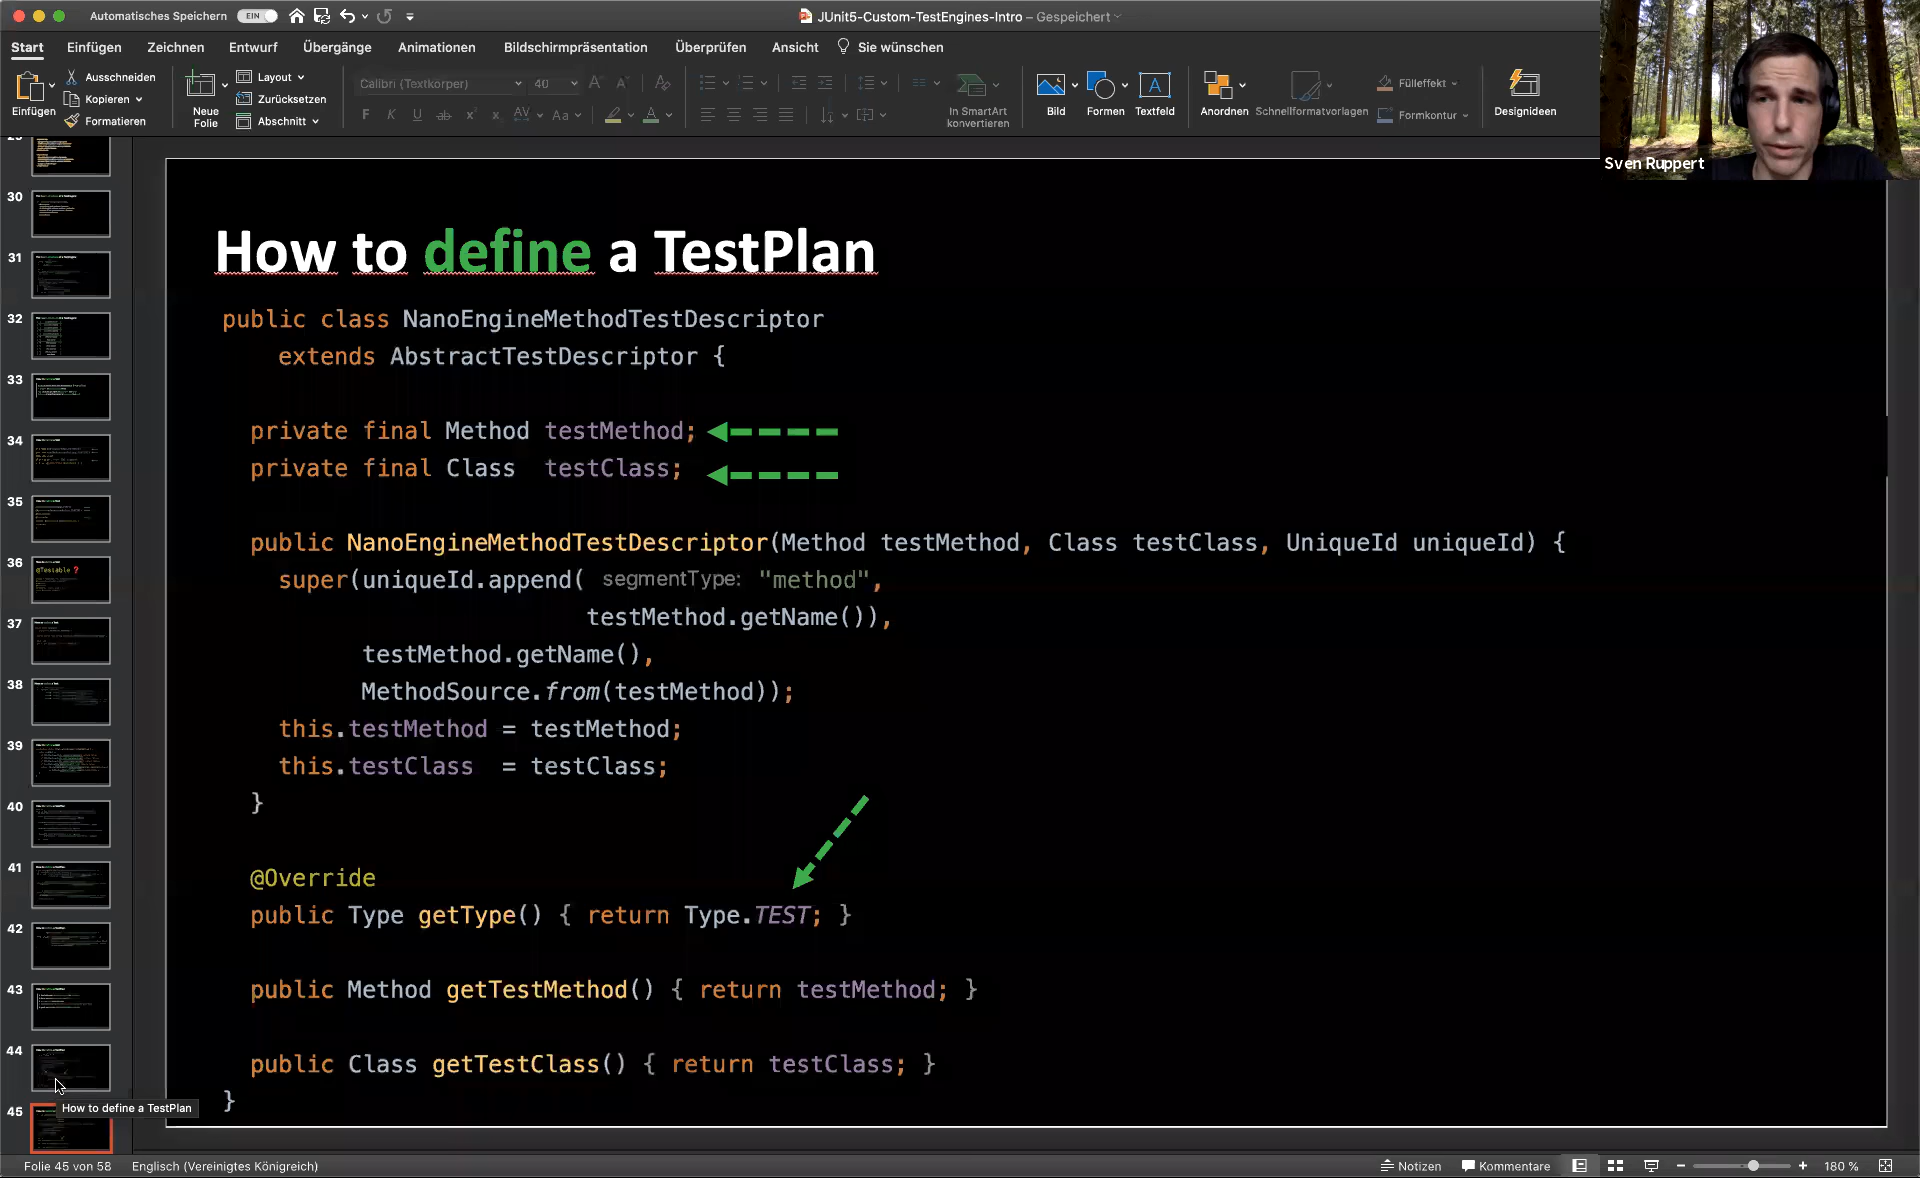 Automatisches Speichern EIN
JUnit5-Custom-TestEngines-Intro – Gespeichert
Start Einfügen Zeichnen Entwurf Übergänge Animationen Bildschirmpräsentation Überprüfen Ansicht Sie wünschen
Einfügen
Ausschneiden
Kopieren
Formatieren
Neue Folie
Layout
Zurücksetzen
Abschnitt
Calibri (Textkörper) 40
F K U ab x x AV Aa
In SmartArt konvertieren
Bild Formen Textfeld
Anordnen Schnellformatvorlagen
Fülleffekt
Formkontur
Designideen
Sven Ruppert
30
31
32
33
34
35
36
@Testable ?
37
38
39
40
41
42
43
44
45
How to define a TestPlan
How to define a TestPlan
public class NanoEngineMethodTestDescriptor
extends AbstractTestDescriptor {
private final Method testMethod;
private final Class testClass;
public NanoEngineMethodTestDescriptor(Method testMethod, Class testClass, UniqueId uniqueId) {
super(uniqueId.append( segmentType: "method",
testMethod.getName()),
testMethod.getName(),
MethodSource.from(testMethod));
this.testMethod = testMethod;
this.testClass = testClass;
}
@Override
public Type getType() { return Type.TEST; }
public Method getTestMethod() { return testMethod; }
public Class getTestClass() { return testClass; }
}
Folie 45 von 58 Englisch (Vereinigtes Königreich)
Notizen Kommentare 180 %